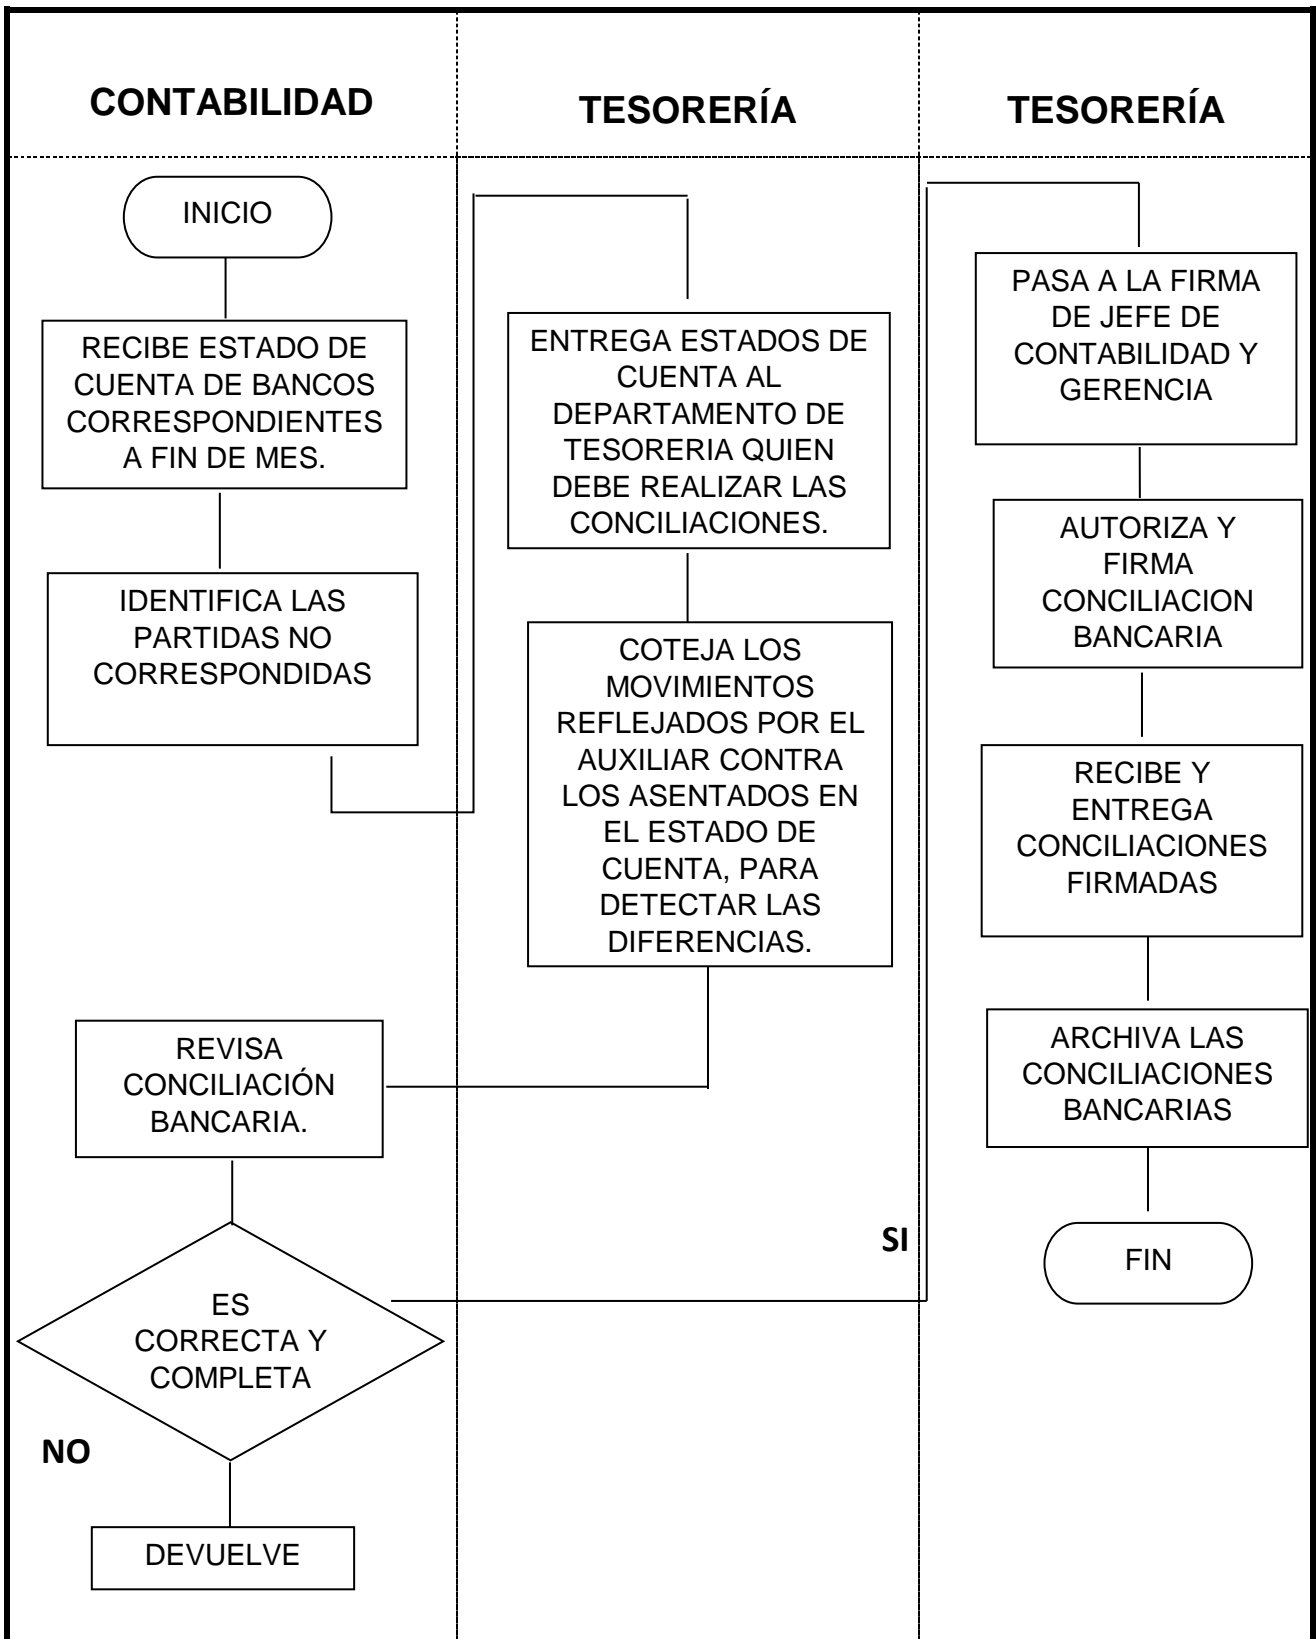 CONTABILIDAD
TESORERÍA
TESORERÍA
INICIO
RECIBE ESTADO DE
CUENTA DE BANCOS
CORRESPONDIENTES
A FIN DE MES.
IDENTIFICA LAS
PARTIDAS NO
CORRESPONDIDAS
ENTREGA ESTADOS DE
CUENTA AL
DEPARTAMENTO DE
TESORERIA QUIEN
DEBE REALIZAR LAS
CONCILIACIONES.
COTEJA LOS
MOVIMIENTOS
REFLEJADOS POR EL
AUXILIAR CONTRA
LOS ASENTADOS EN
EL ESTADO DE
CUENTA, PARA
DETECTAR LAS
DIFERENCIAS.
REVISA
CONCILIACIÓN
BANCARIA.
ES
CORRECTA Y
COMPLETA
NO
DEVUELVE
SI
PASA A LA FIRMA
DE JEFE DE
CONTABILIDAD Y
GERENCIA
AUTORIZA Y
FIRMA
CONCILIACION
BANCARIA
RECIBE Y
ENTREGA
CONCILIACIONES
FIRMADAS
ARCHIVA LAS
CONCILIACIONES
BANCARIAS
FIN